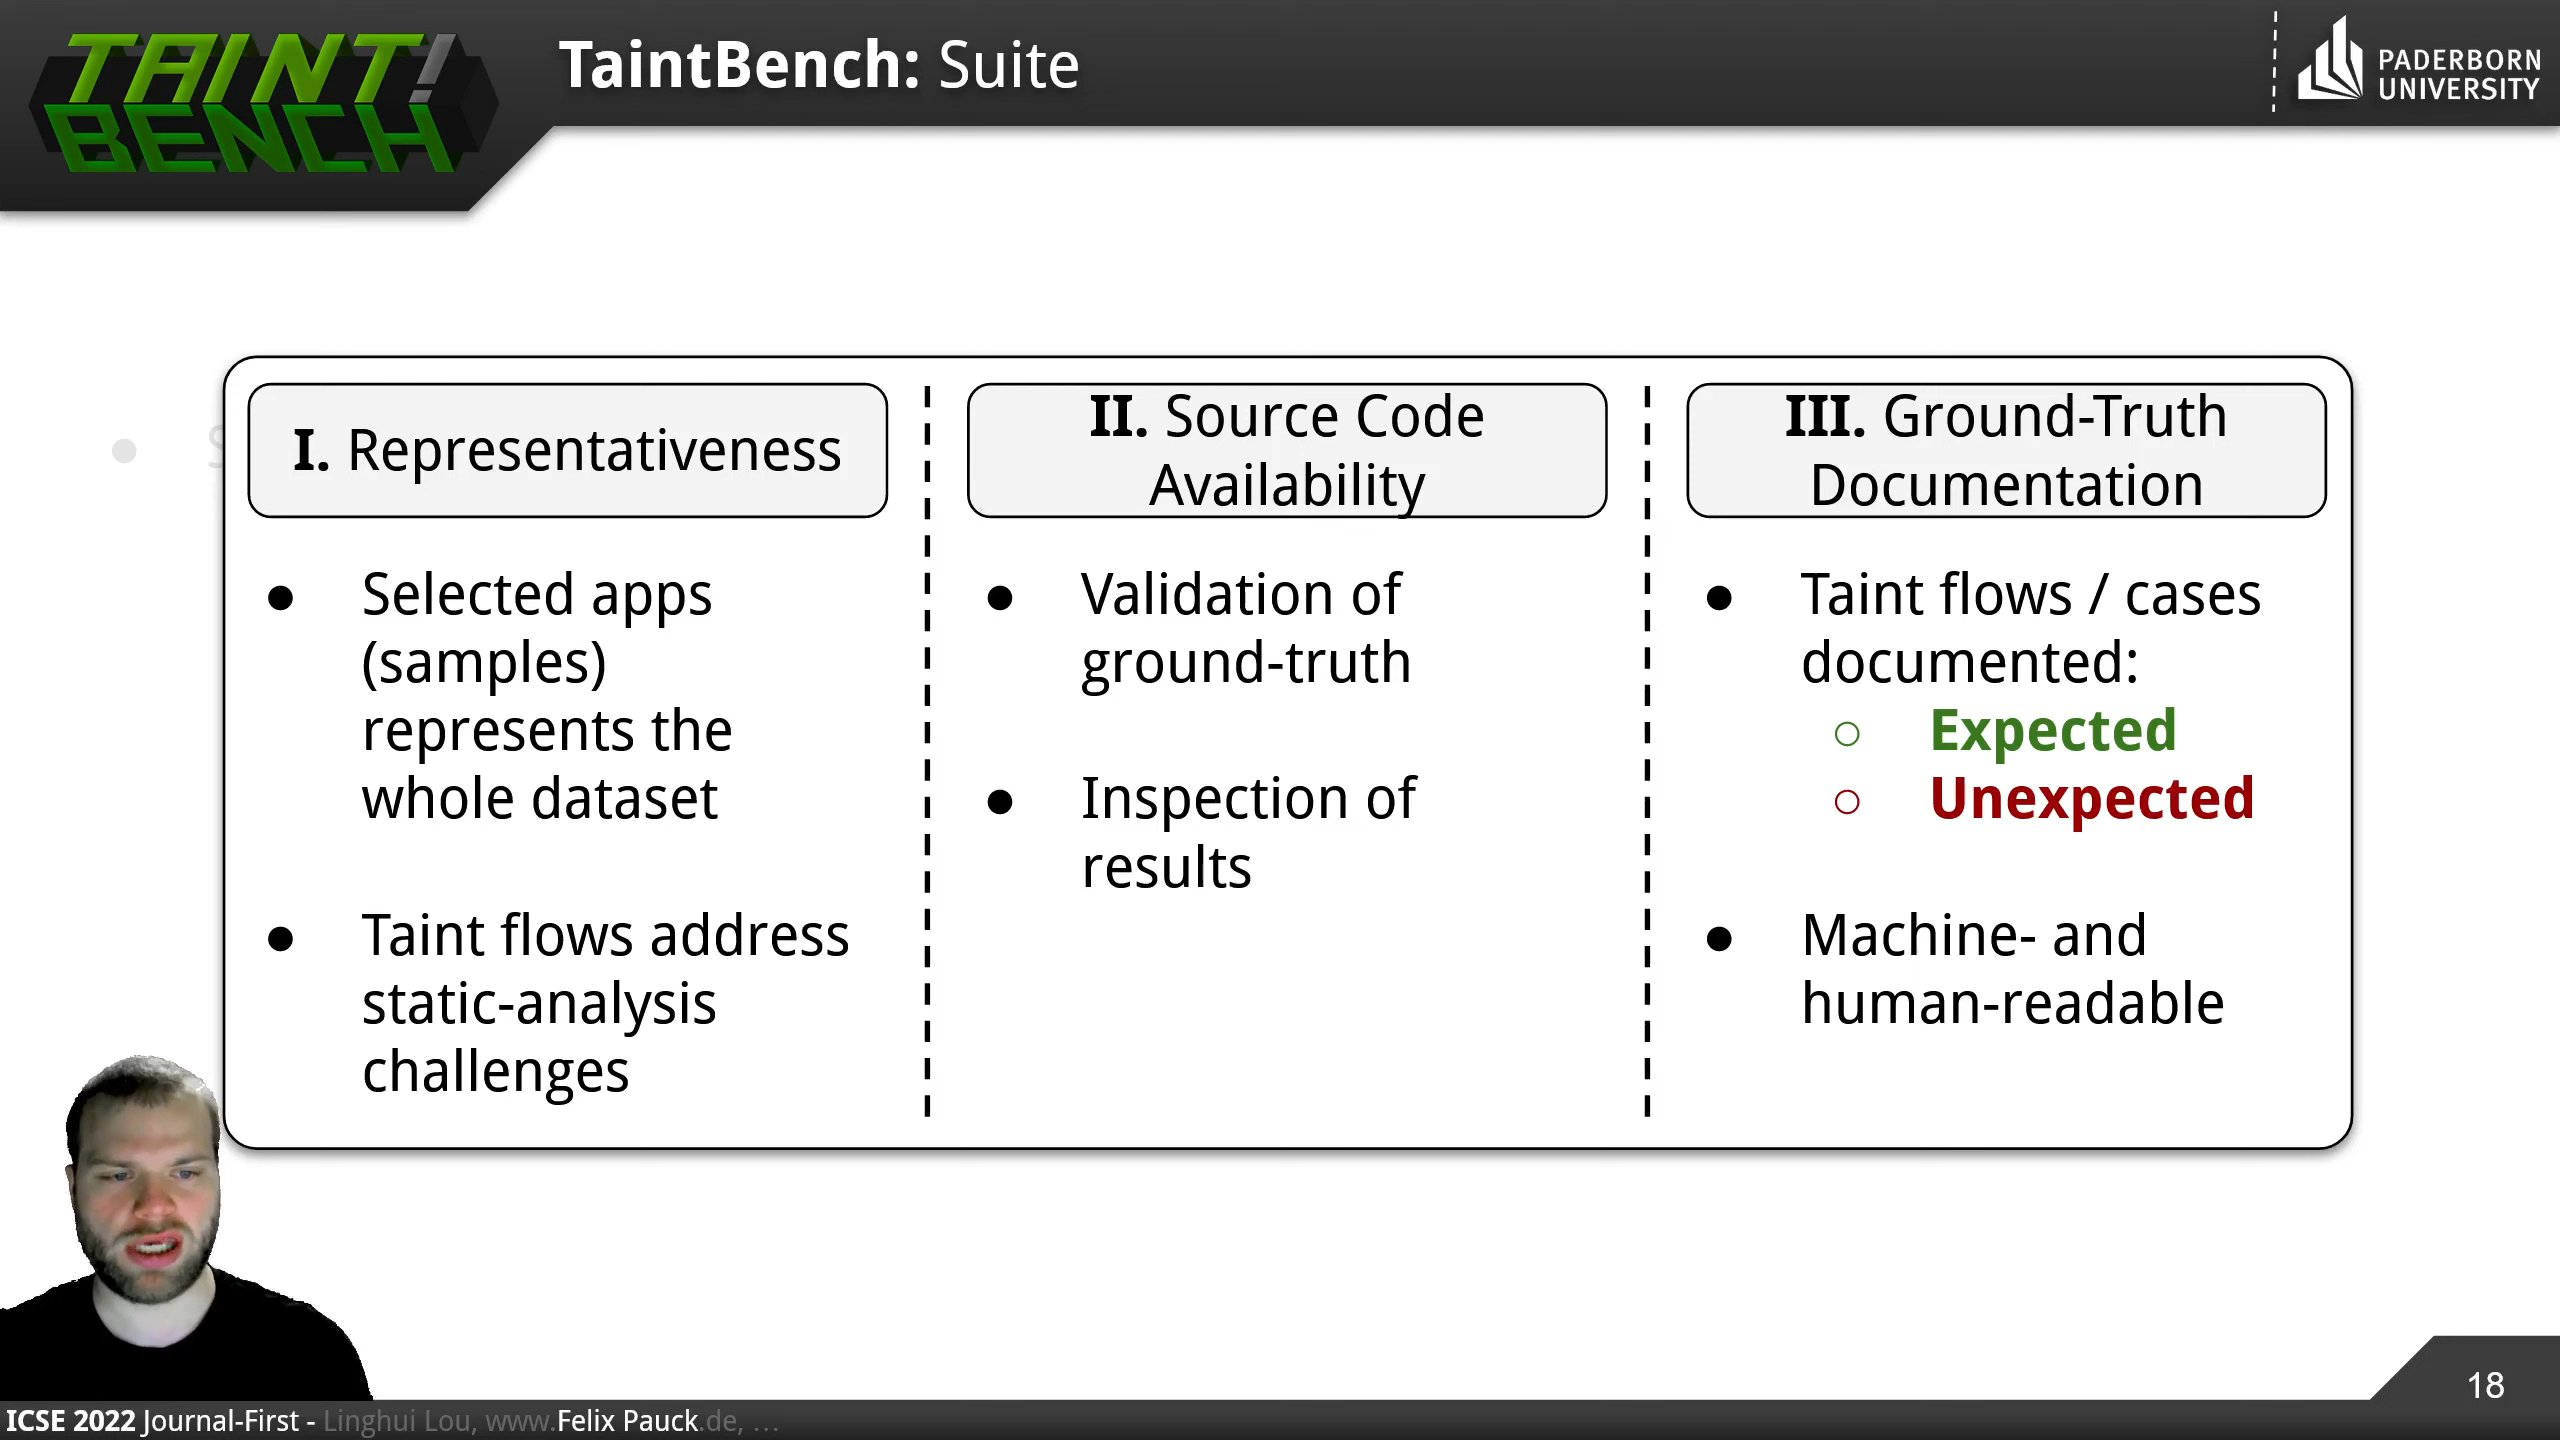 TAINT!
BENCH
TaintBench: Suite
PADERBORN
UNIVERSITY
I. Representativeness
● Selected apps
(samples)
represents the
whole dataset
● Taint flows address
static-analysis
challenges
II. Source Code
Availability
● Validation of
ground-truth
● Inspection of
results
III. Ground-Truth
Documentation
● Taint flows / cases
documented:
○ Expected
○ Unexpected
● Machine- and
human-readable
18
ICSE 2022 Journal-First - Linghui Lou, www.Felix Pauck.de, …